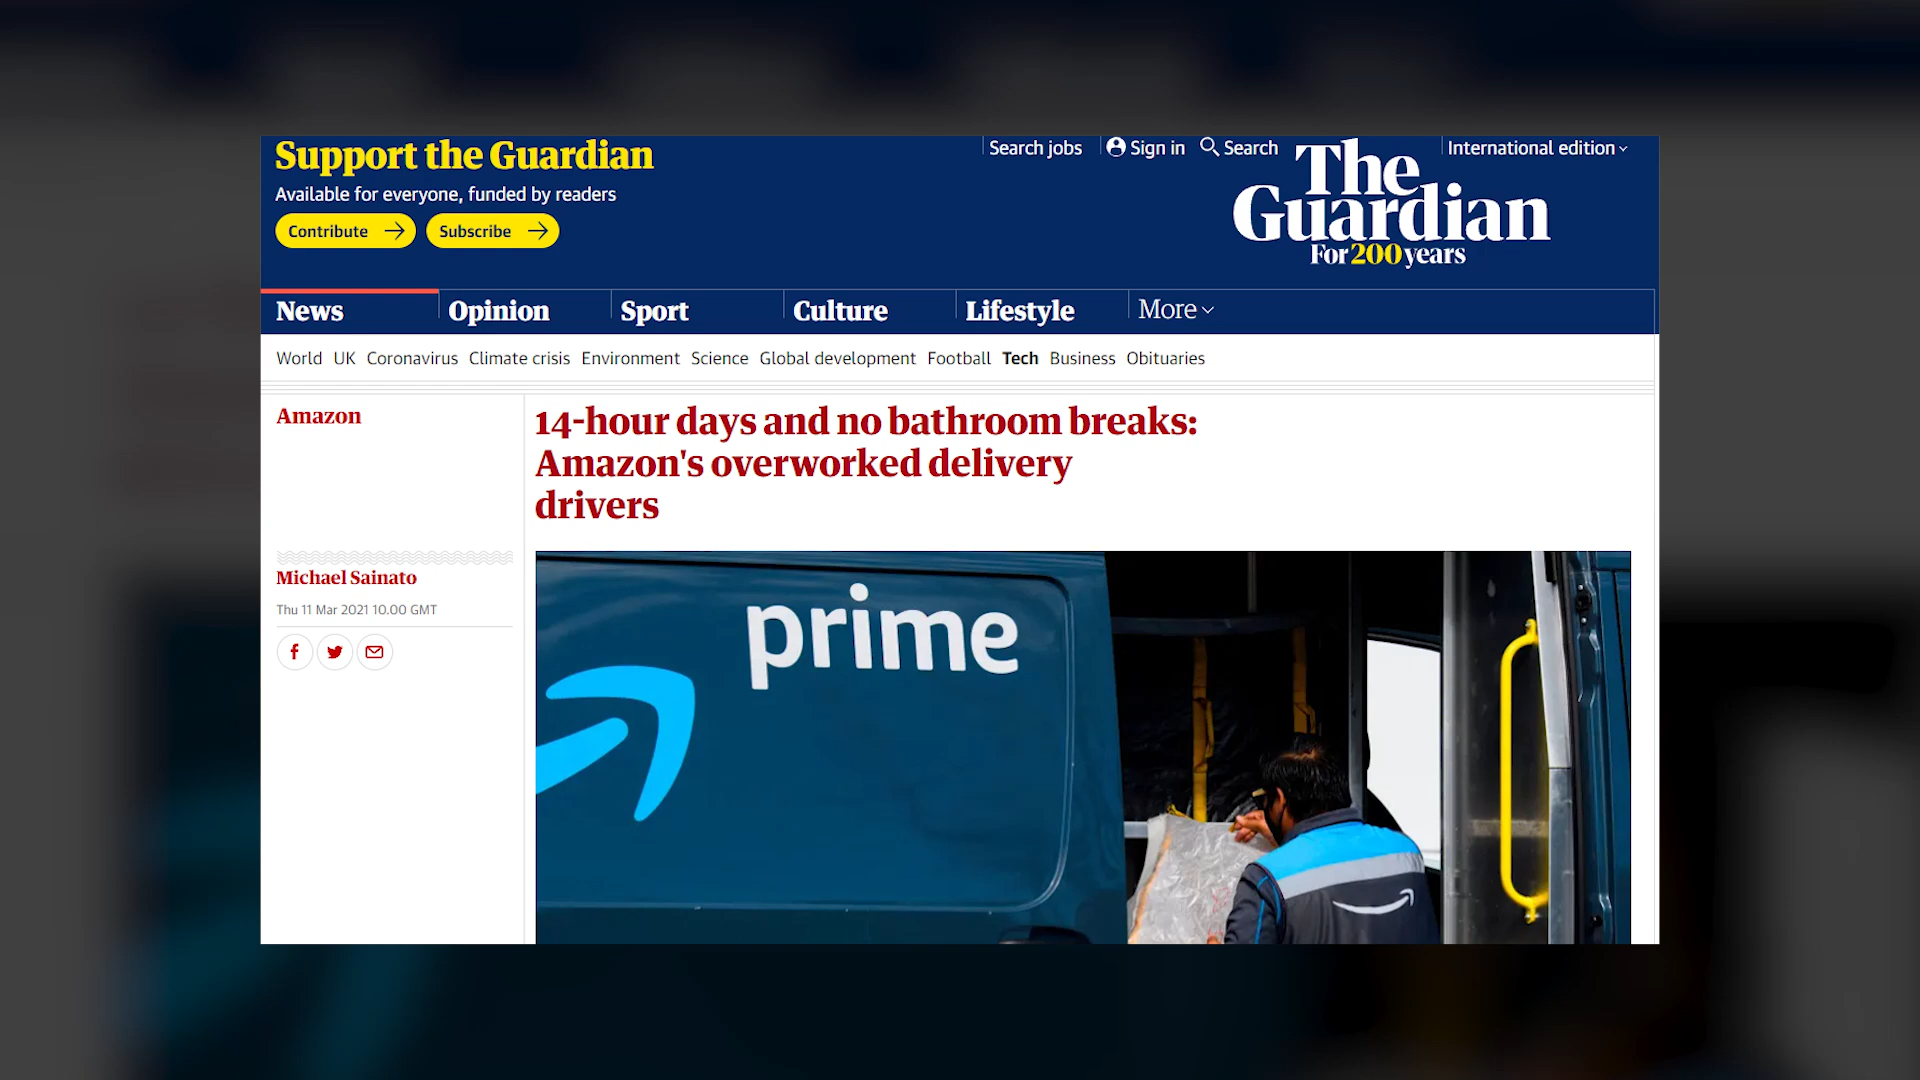 Support the Guardian
Available for everyone, funded by readers
Contribute
Subscribe
Search jobs
Sign in
Search
International edition
The
Guardian
For 200 years
News
Opinion
Sport
Culture
Lifestyle
More
World UK Coronavirus Climate crisis Environment Science Global development Football Tech Business Obituaries
Amazon
14-hour days and no bathroom breaks:
Amazon's overworked delivery
drivers
Michael Sainato
Thu 11 Mar 2021 10.00 GMT
prime